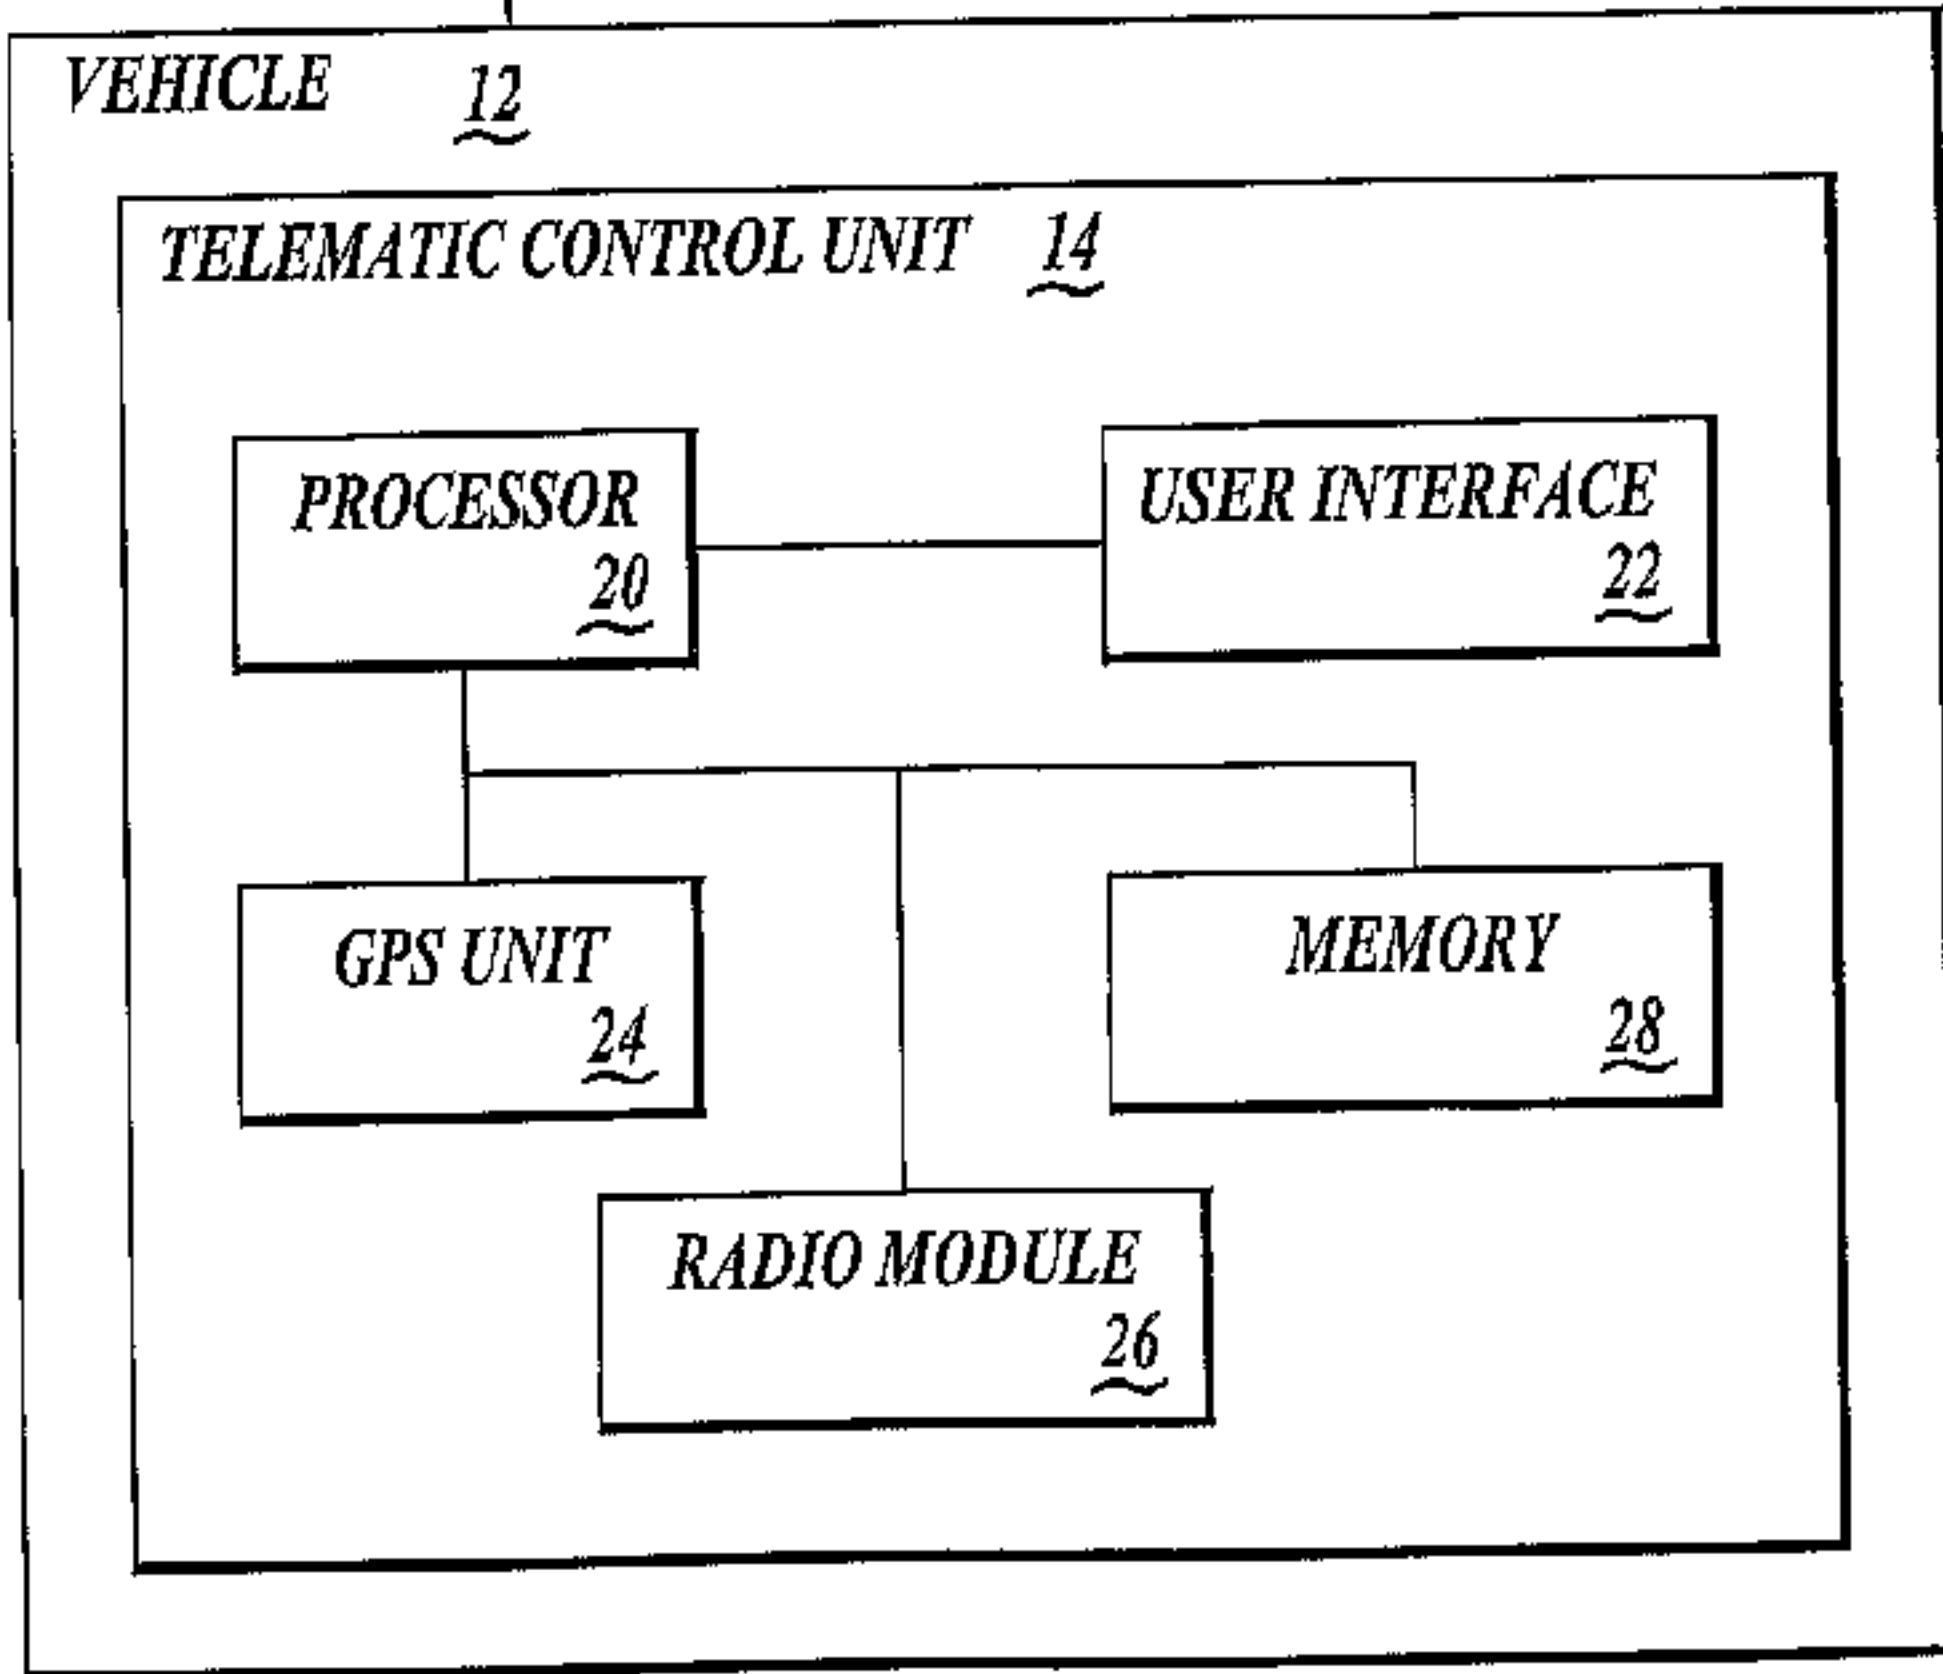 VEHICLE 12
TELEMATIC CONTROL UNIT 14
PROCESSOR
20
USER INTERFACE
22
GPS UNIT
24
MEMORY
28
RADIO MODULE
26